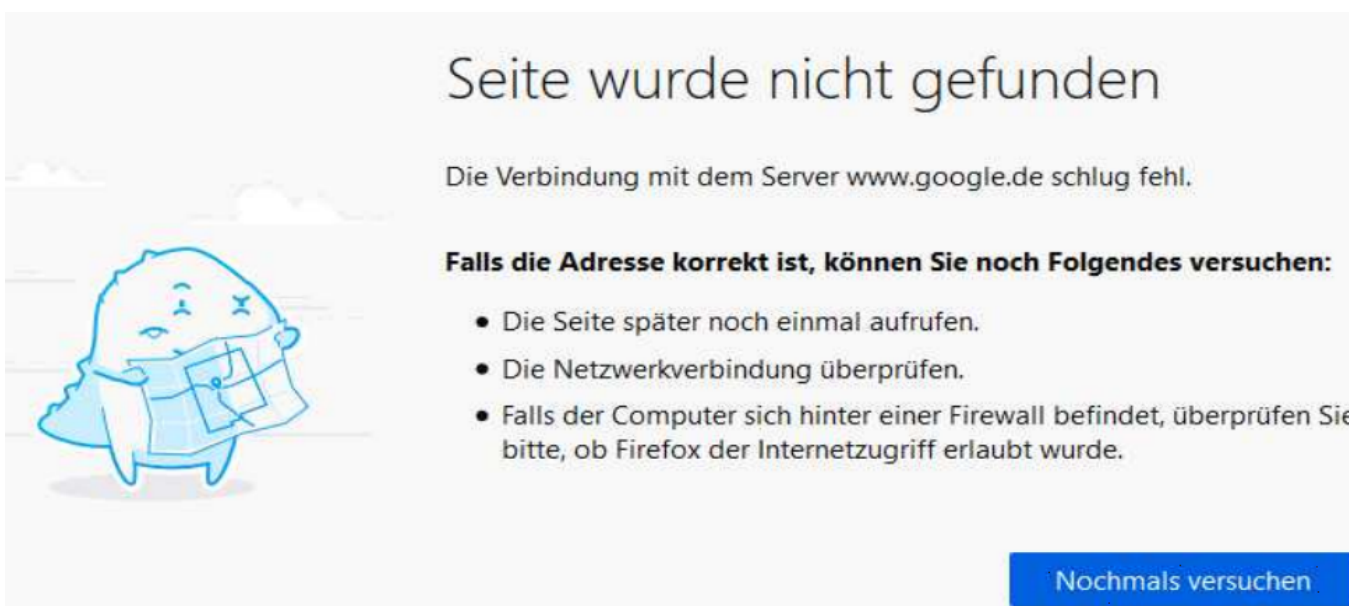 Seite wurde nicht gefunden
Die Verbindung mit dem Server www.google.de schlug fehl.
Falls die Adresse korrekt ist, können Sie noch Folgendes versuchen:
• Die Seite später noch einmal aufrufen.
• Die Netzwerkverbindung überprüfen.
• Falls der Computer sich hinter einer Firewall befindet, überprüfen Sie
bitte, ob Firefox der Internetzugriff erlaubt wurde.
Nochmals versuchen